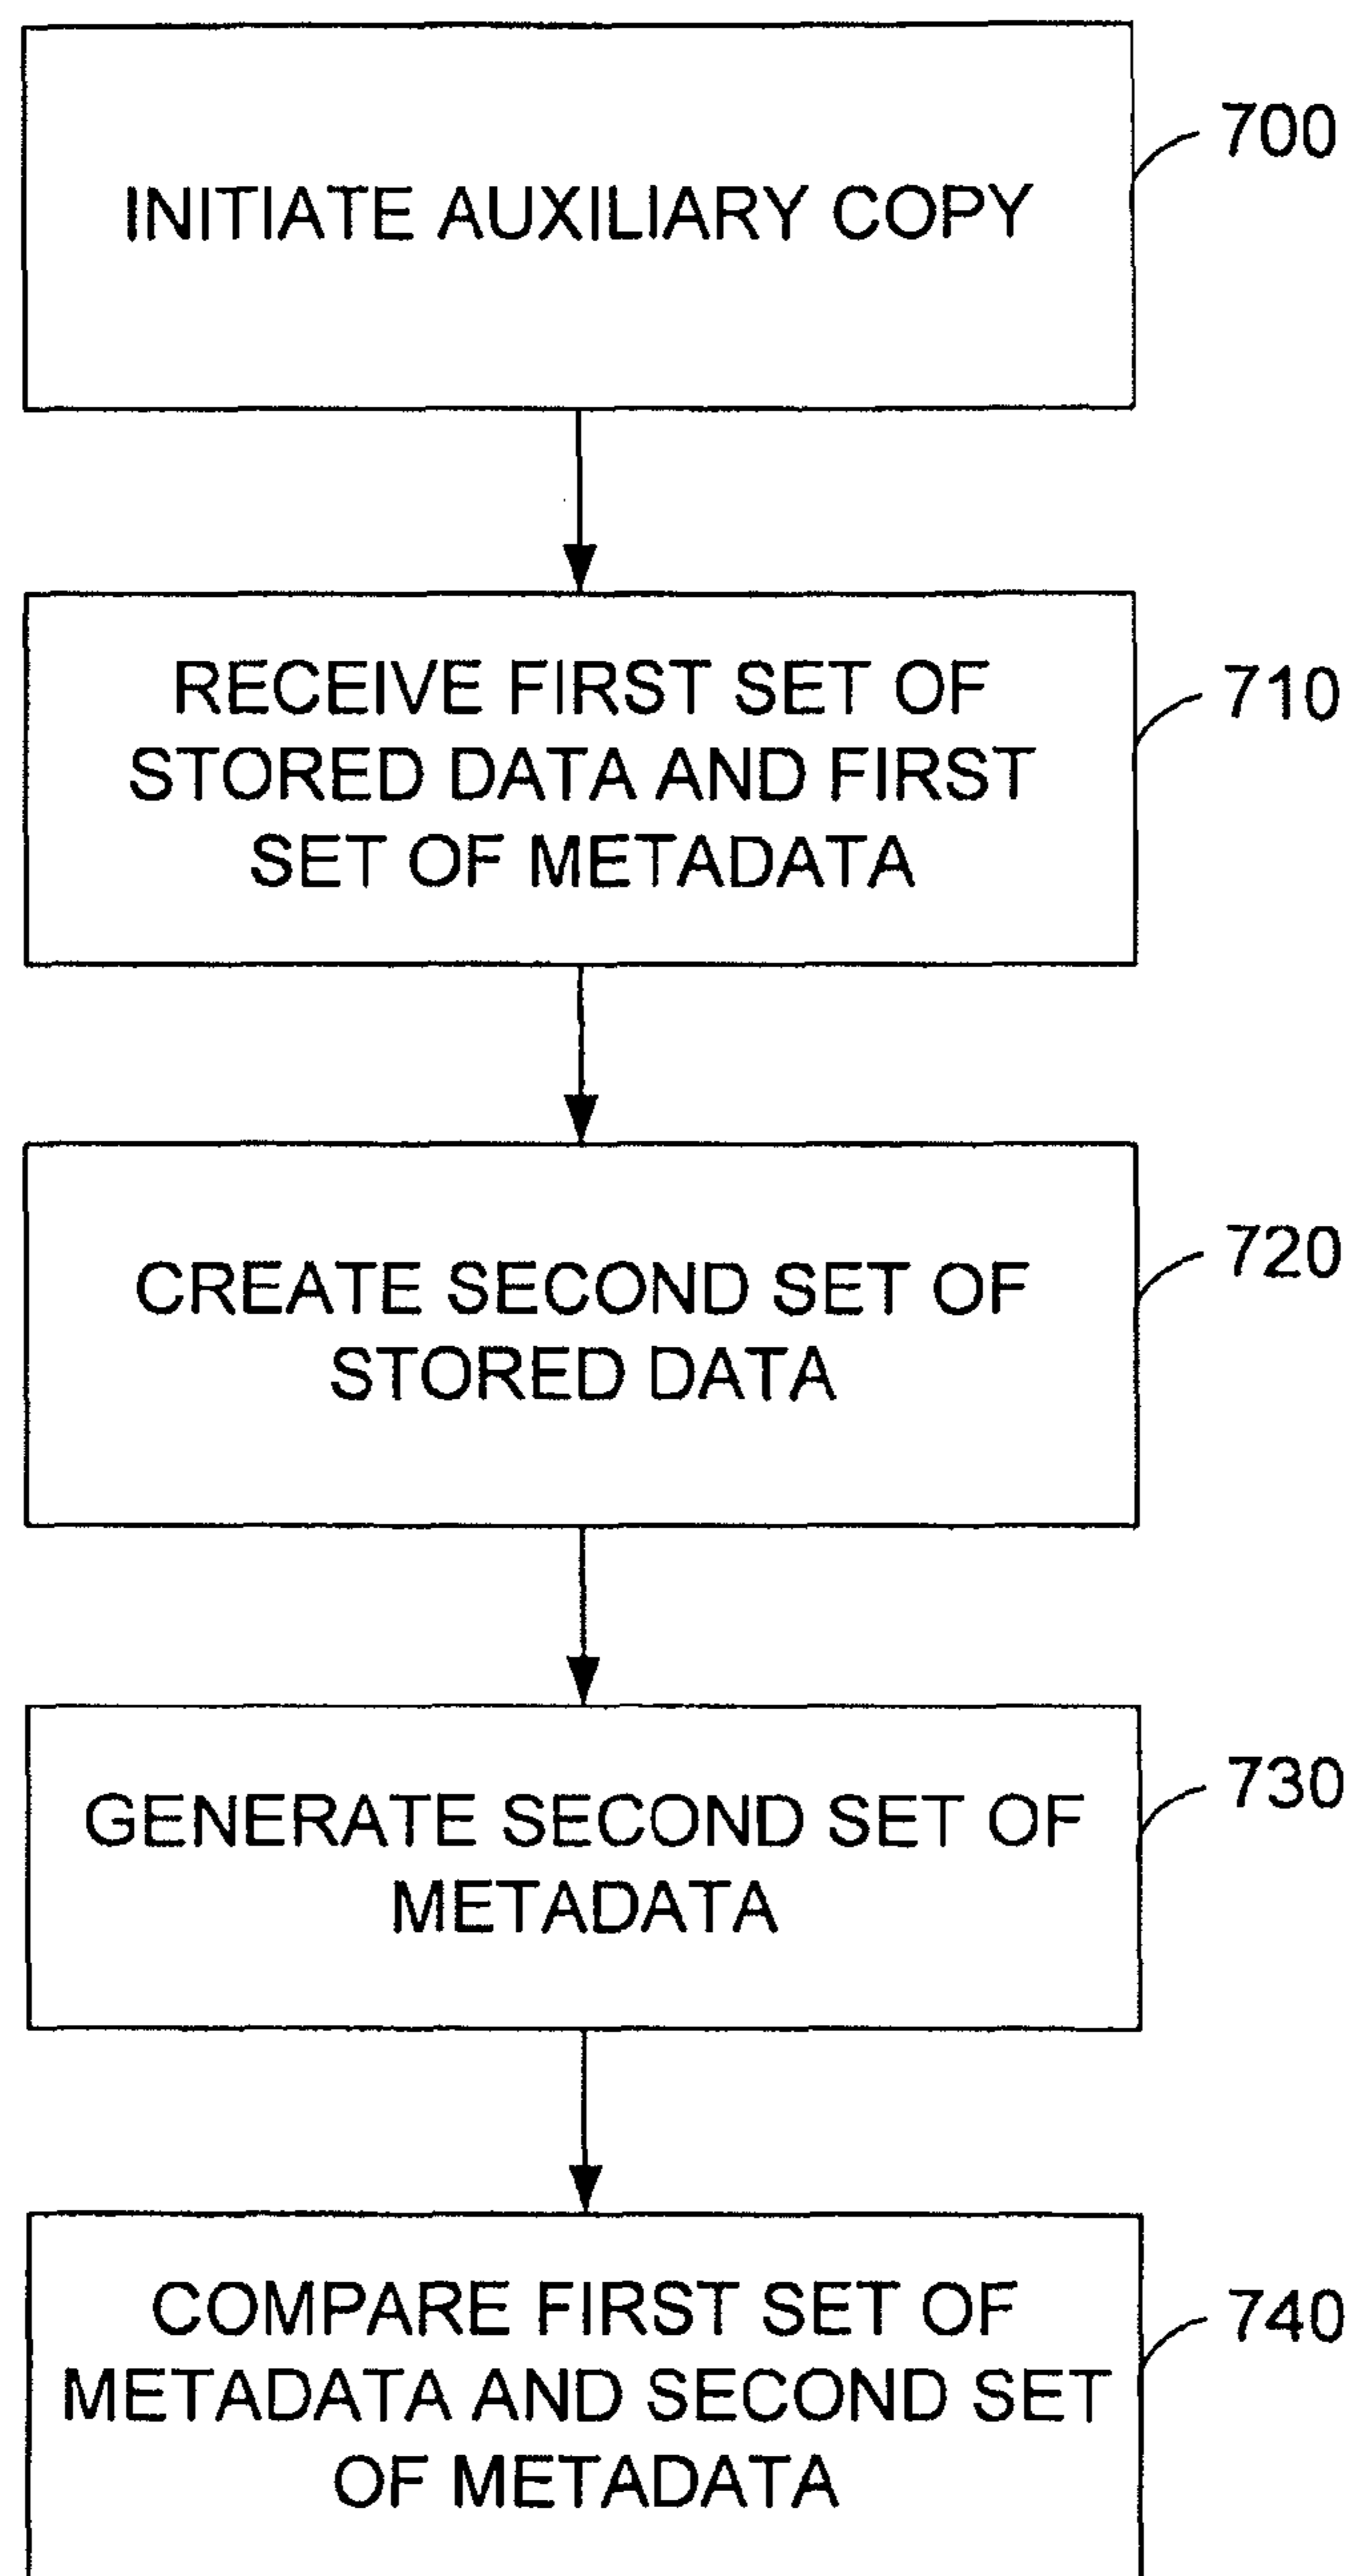 INITIATE AUXILIARY COPY
700
RECEIVE FIRST SET OF
STORED DATA AND FIRST
SET OF METADATA
710
CREATE SECOND SET OF
STORED DATA
720
GENERATE SECOND SET OF
METADATA
730
COMPARE FIRST SET OF
METADATA AND SECOND SET
OF METADATA
740